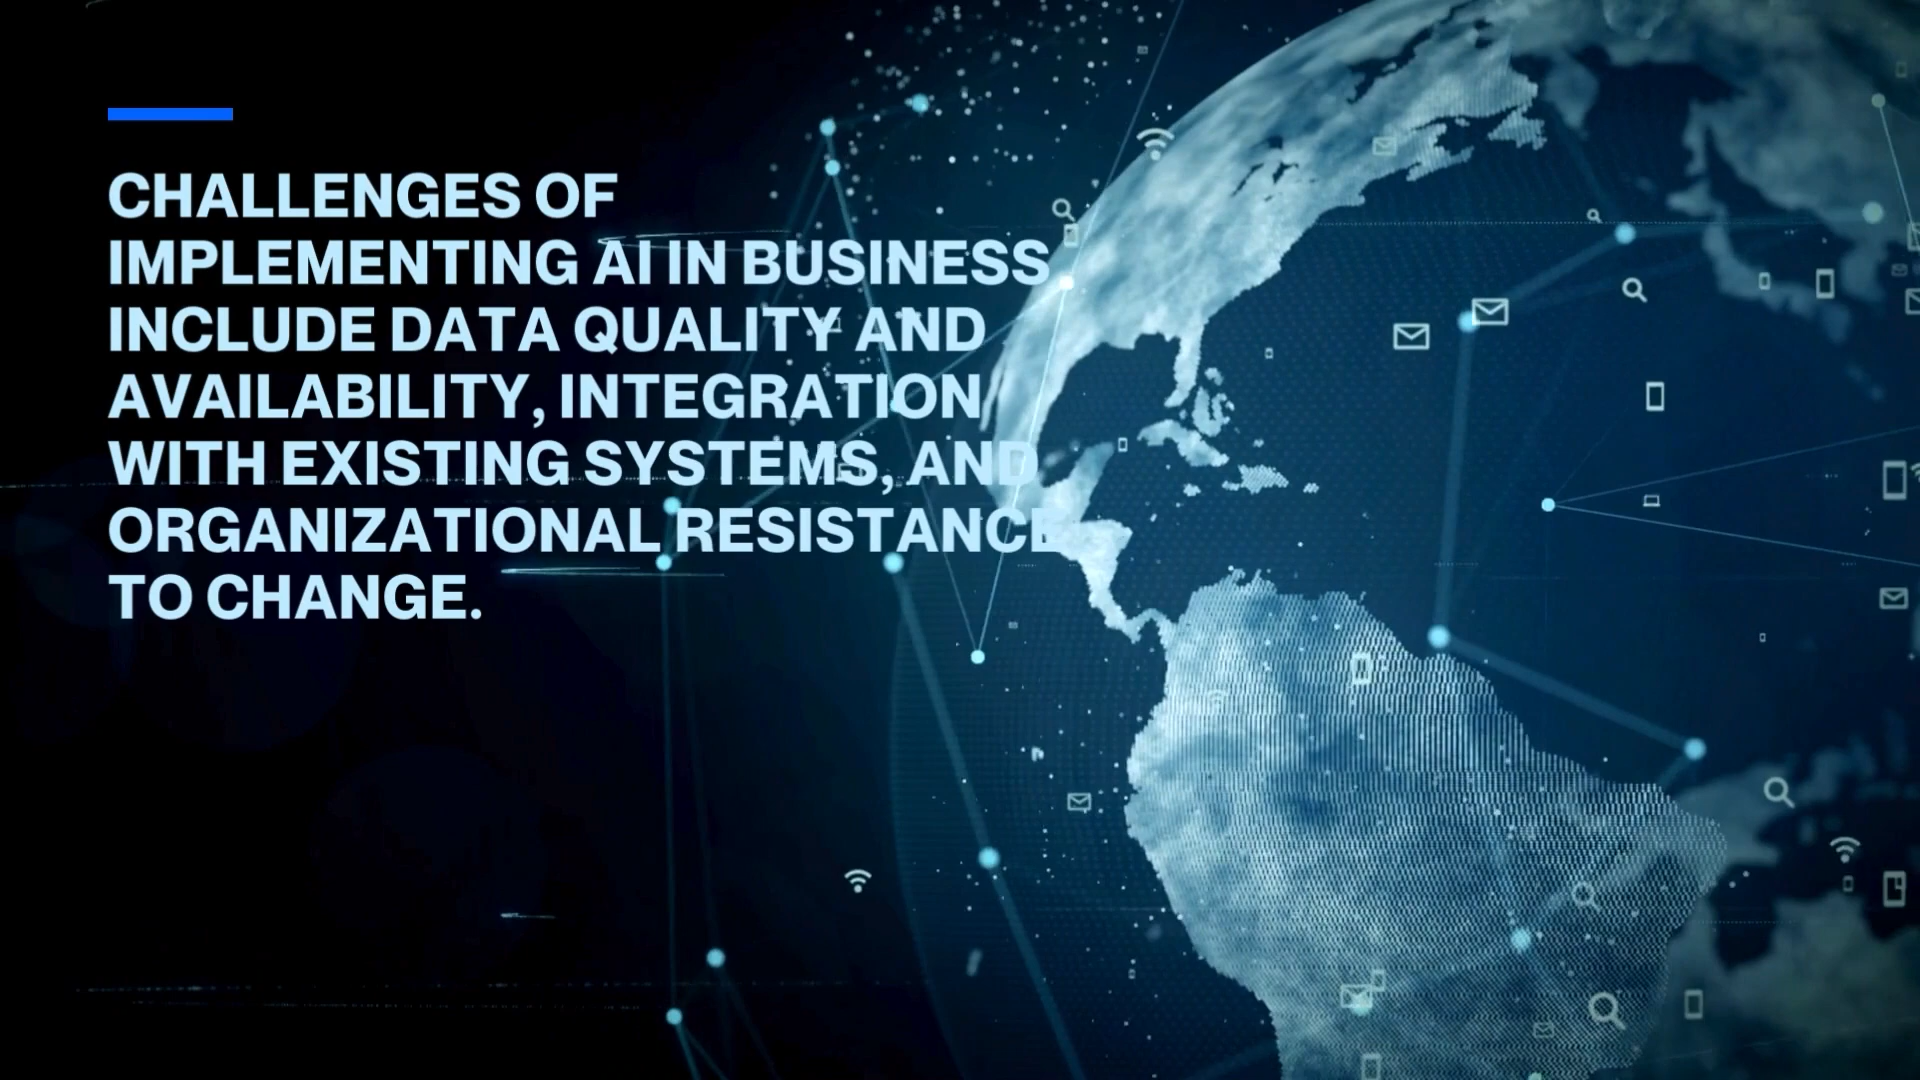 CHALLENGES OF
IMPLEMENTING AI IN BUSINESS
INCLUDE DATA QUALITY AND
AVAILABILITY, INTEGRATION
WITH EXISTING SYSTEMS, AND
ORGANIZATIONAL RESISTANCE
TO CHANGE.